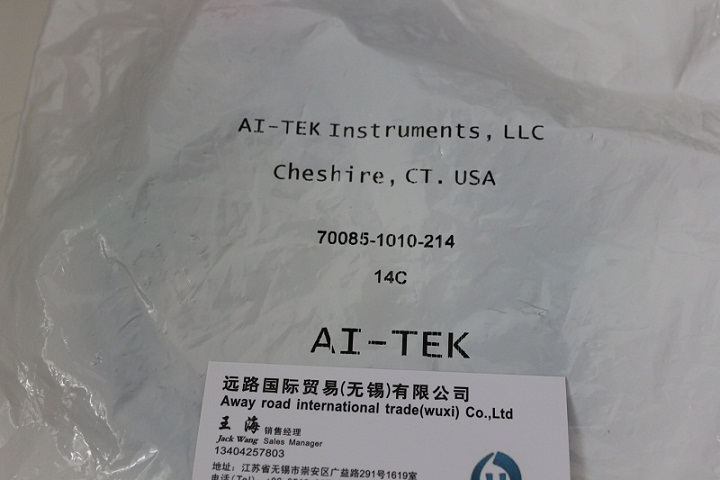 AI-TEK Instruments, LLC
Cheshire, CT. USA
70085-1010-214
14C
AI-TEK
远路国际贸易(无锡)有限公司
Away road international trade(wuxi) Co.,Ltd
王 海 销售经理
Jack Wang Sales Manager
13404257803
地址: 江苏省无锡市崇安区广益路291号1619室
电话(Tel)